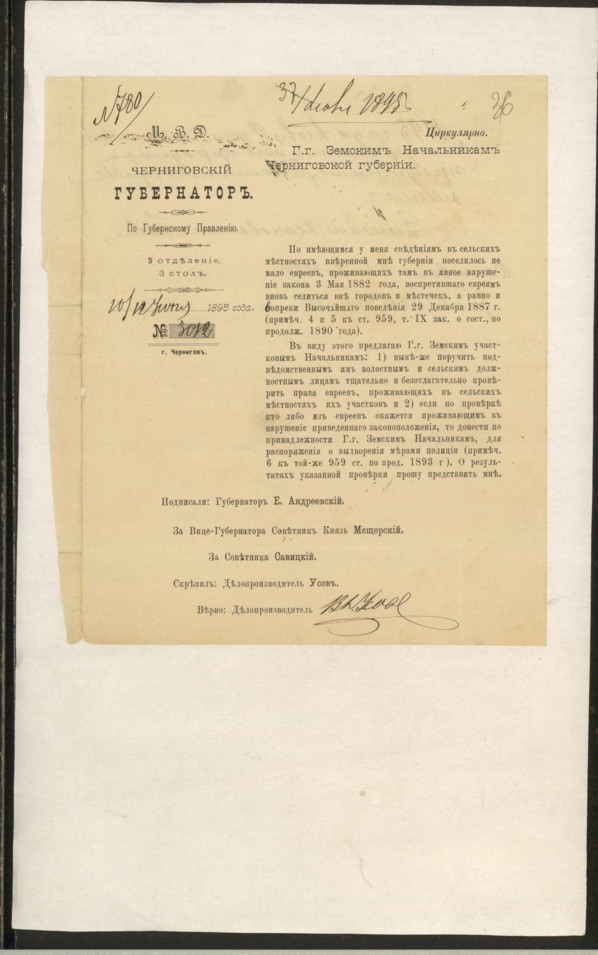 № 780
1898
36
М. В. Д.
Циркулярно.
Г.г. Земскимъ Начальникамъ
Черниговской губерніи.
ЧЕРНИГОВСКІЙ
ГУБЕРНАТОРЪ.
По Губернскому Правленію.
2 отдѣленіе,
3 столъ.
1898 года.
№ 3012
г. Черниговъ.
По имѣющимся у меня свѣдѣніямъ въ сельскихъ
мѣстностяхъ ввѣренной мнѣ губерніи поселилось не
мало евреевъ, проживающихъ тамъ въ явное наруше-
ніе закона 3 Мая 1882 года, воспретившаго евреямъ
вновь селиться внѣ городовъ и мѣстечекъ, а равно и
вопреки Высочайшаго повелѣнія 29 Декабря 1887 г.
(примѣч. 4 и 5 къ ст. 959, т. IX зак. о сост., по
продолж. 1890 года).
Въ виду этого предлагаю Г.г. Земскимъ участ-
ковымъ Начальникамъ: 1) нынѣ-же поручить под-
вѣдомственнымъ имъ волостнымъ и сельскимъ долж-
ностнымъ лицамъ тщательно и безотлагательно провѣ-
рить права евреевъ, проживающихъ въ сельскихъ
мѣстностяхъ ихъ участковъ и 2) если по провѣркѣ
кто либо изъ евреевъ окажется проживающимъ въ
нарушеніе приведеннаго законоположенія, то донести по
принадлежности Г.г. Земскимъ Начальникамъ, для
распоряженія о выдвореніи мѣрами полиціи (примѣч.
6 къ той-же 959 ст. по прод. 1893 г). О резуль-
татахъ указанной провѣрки прошу представить мнѣ.
Подписали: Губернаторъ Е. Андреевскій.
За Вице-Губернатора Совѣтникъ Князь Мещерскій.
За Совѣтника Савицкій.
Скрѣпилъ: Дѣлопроизводитель Усовъ.
Вѣрно: Дѣлопроизводитель